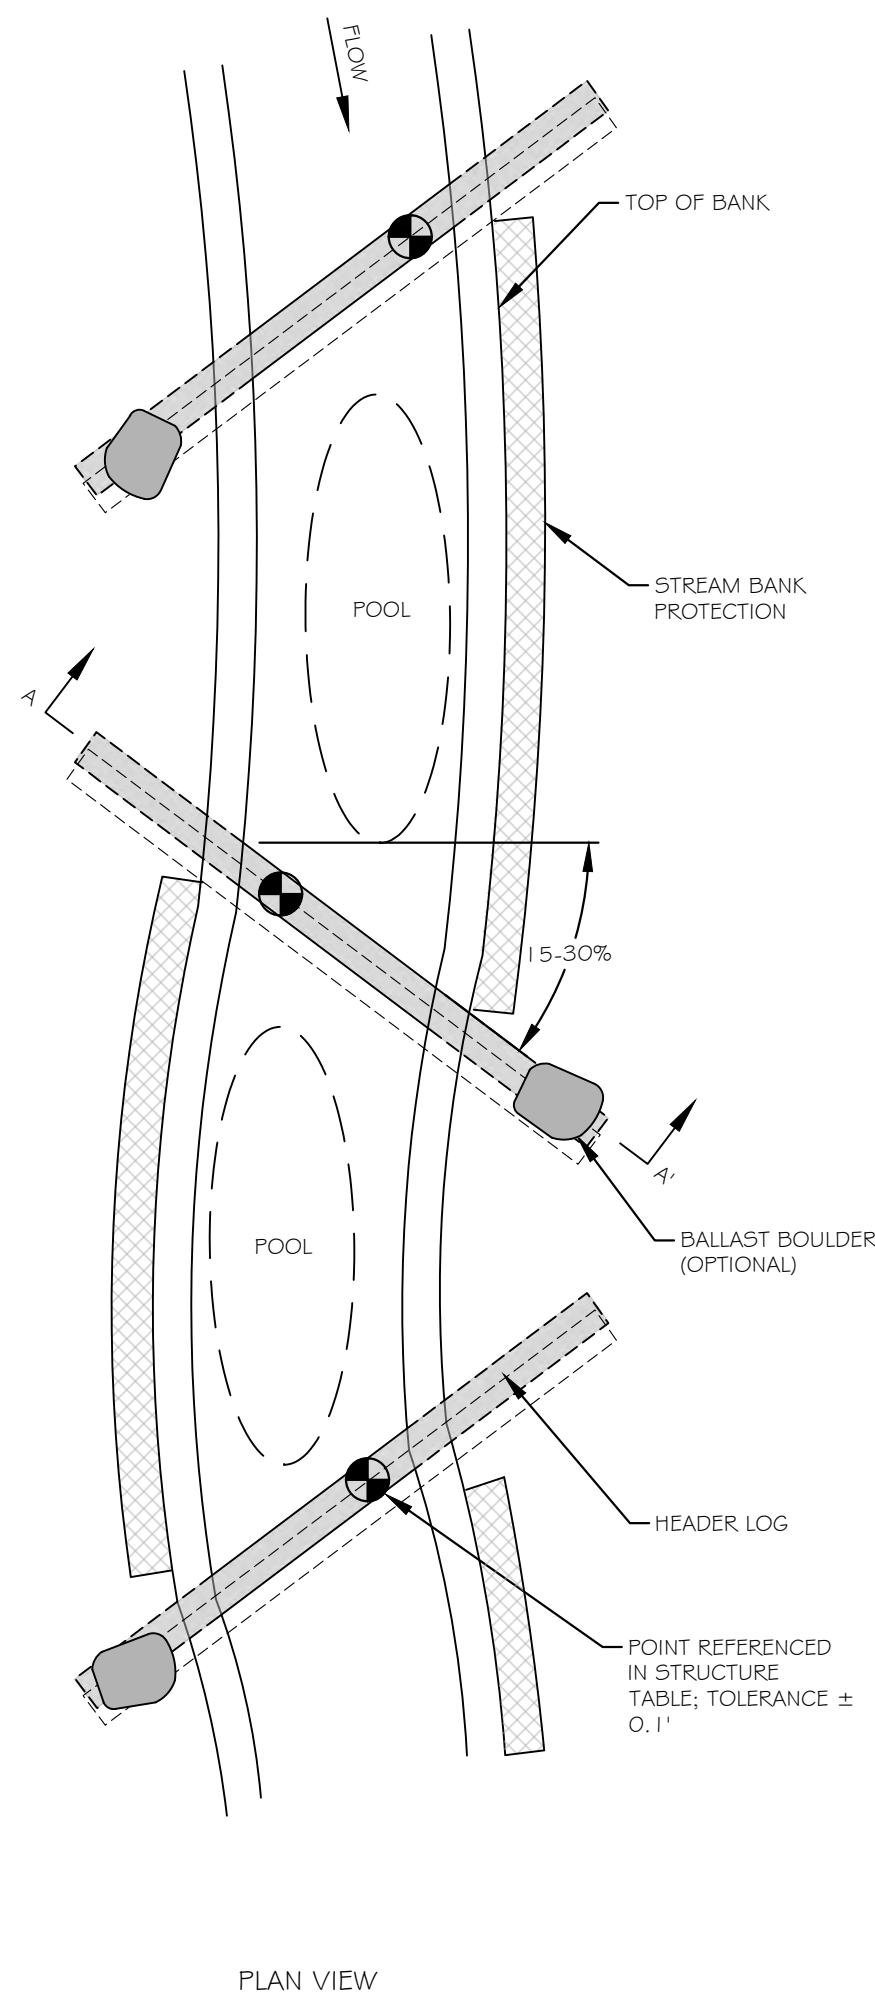 FLOW
TOP OF BANK
STREAM BANK
PROTECTION
POOL
A
15-30%
A'
BALLAST BOULDER
(OPTIONAL)
POOL
HEADER LOG
POINT REFERENCED
IN STRUCTURE
TABLE; TOLERANCE ±
0.1'
PLAN VIEW